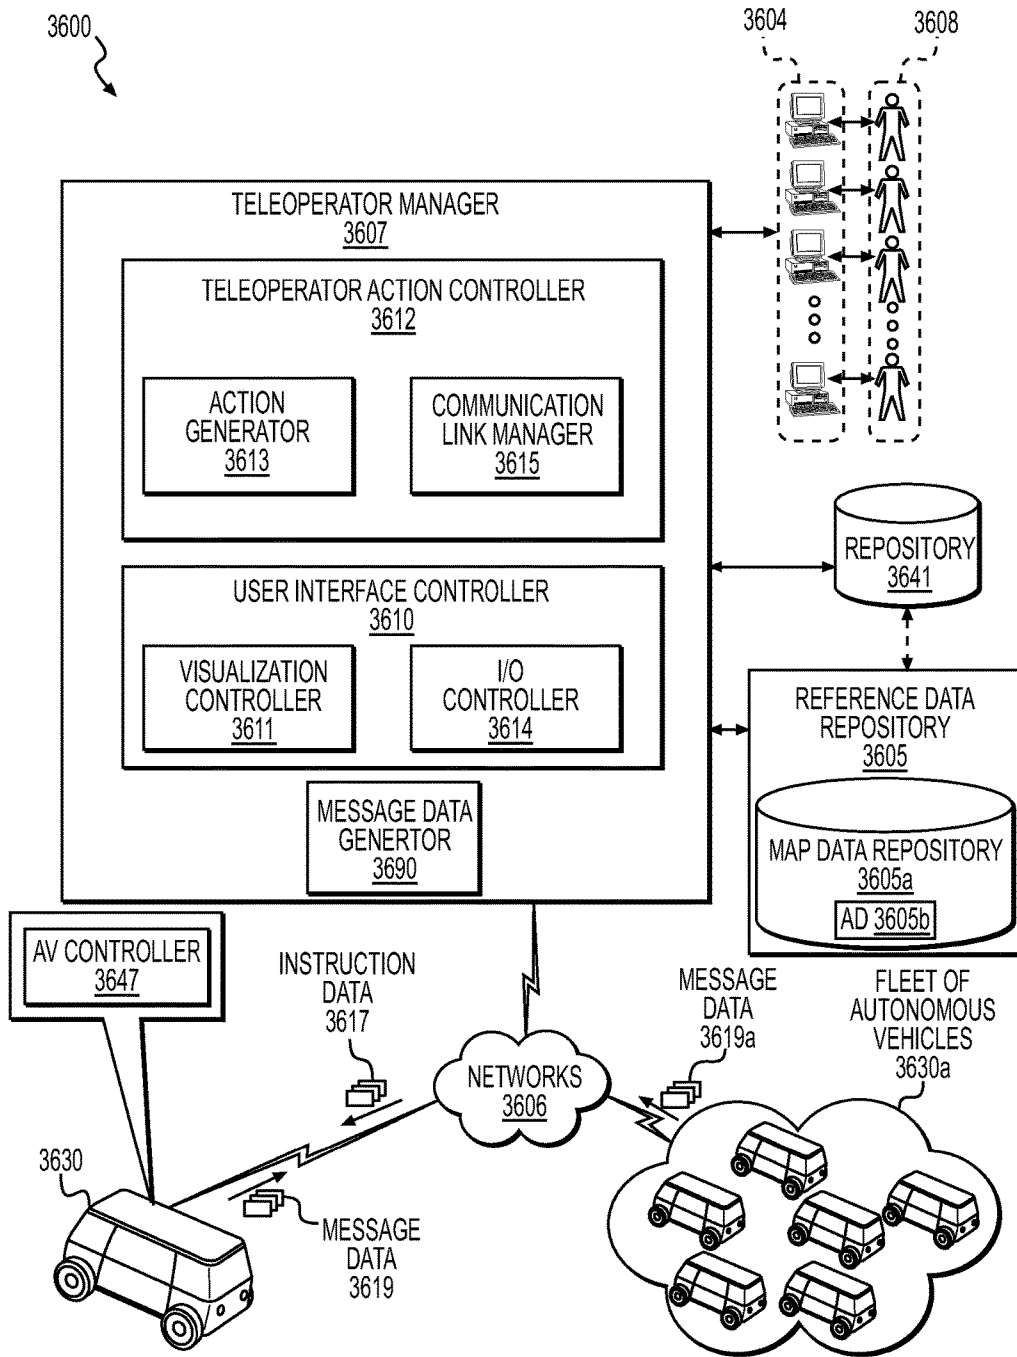 3600
3604
3608
TELEOPERATOR MANAGER
3607
TELEOPERATOR ACTION CONTROLLER
3612
ACTION
GENERATOR
3613
COMMUNICATION
LINK MANAGER
3615
USER INTERFACE CONTROLLER
3610
VISUALIZATION
CONTROLLER
3611
I/O
CONTROLLER
3614
MESSAGE DATA
GENERTOR
3690
REPOSITORY
3641
REFERENCE DATA
REPOSITORY
3605
MAP DATA REPOSITORY
3605a
AD 3605b
AV CONTROLLER
3647
INSTRUCTION
DATA
3617
NETWORKS
3606
MESSAGE
DATA
3619a
FLEET OF
AUTONOMOUS
VEHICLES
3630a
3630
MESSAGE
DATA
3619